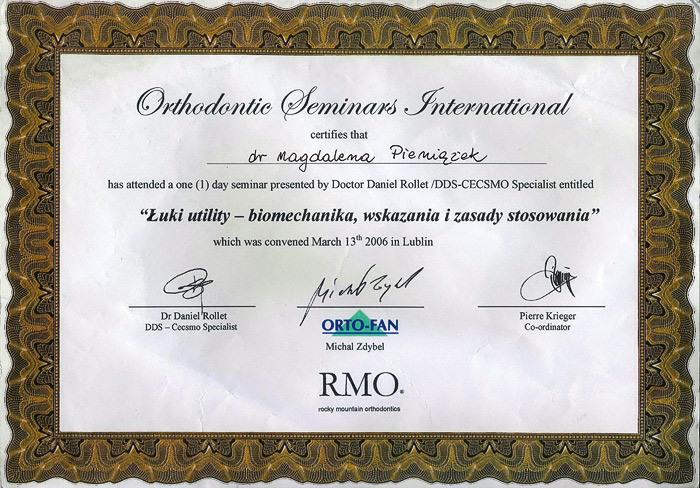 Orthodontic Seminars International
certifies that
dr Magdalena Pieniążek
has attended a one (1) day seminar presented by Doctor Daniel Rollet /DDS-CECSMO Specialist entitled
“Łuki utility – biomechanika, wskazania i zasady stosowania”
which was convened March 13th 2006 in Lublin
Dr Daniel Rollet
DDS – Cecsmo Specialist
ORTO-FAN
Michal Zdybel
Pierre Krieger
Co-ordinator
RMO®
rocky mountain orthodontics